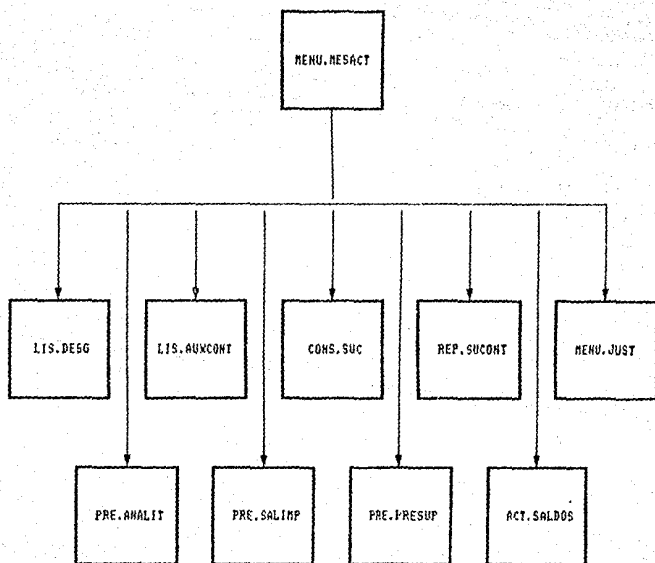 MENU.MESACT
LIS.DESG
LIS.AUXCONT
CONS.SUC
REP.SUCONT
MENU.JUST
PRE.ANALIT
PRE.SALIMP
PRE.PRESUP
ACT.SALDOS